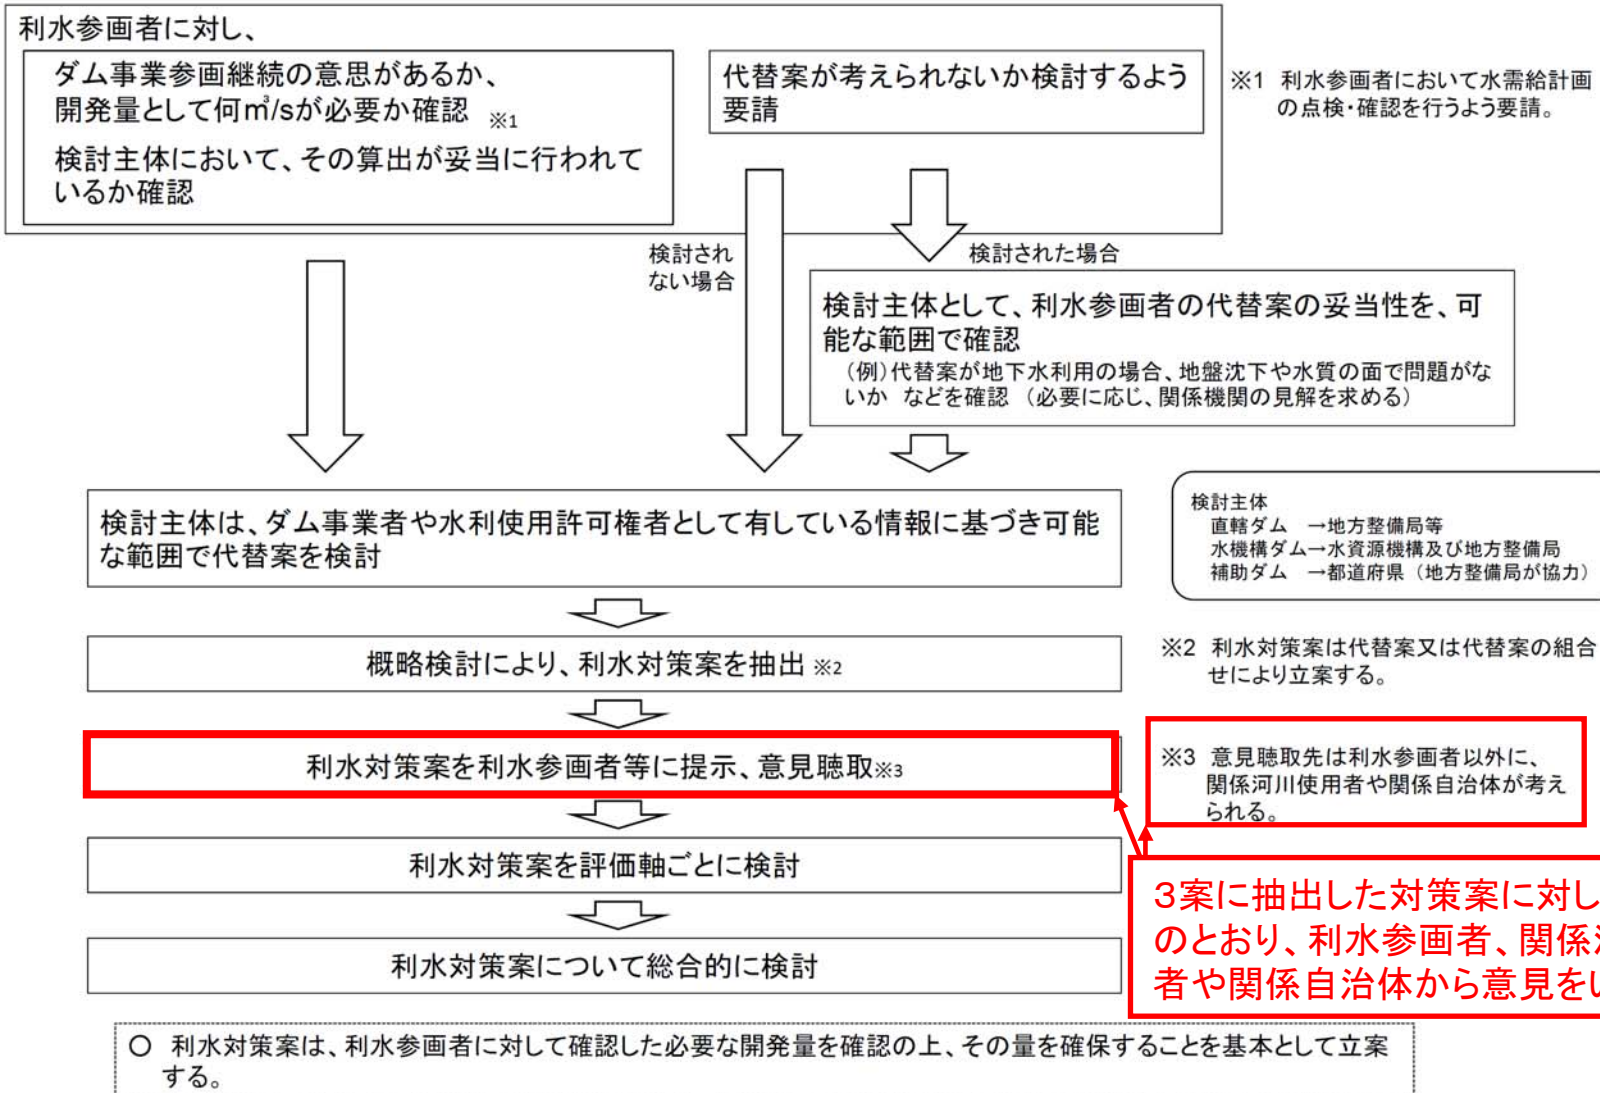 利水参画者に対し、
ダム事業参画継続の意思があるか、
開発量として何㎥/sが必要か確認 ※1
検討主体において、その算出が妥当に行われて
いるか確認
代替案が考えられないか検討するよう
要請
※1 利水参画者において水需給計画
の点検・確認を行うよう要請。
検討され
ない場合
検討された場合
検討主体として、利水参画者の代替案の妥当性を、可
能な範囲で確認
(例)代替案が地下水利用の場合、地盤沈下や水質の面で問題がな
いか などを確認 (必要に応じ、関係機関の見解を求める)
検討主体は、ダム事業者や水利使用許可権者として有している情報に基づき可能
な範囲で代替案を検討
検討主体
直轄ダム →地方整備局等
水機構ダム→水資源機構及び地方整備局
補助ダム →都道府県(地方整備局が協力)
概略検討により、利水対策案を抽出 ※2
※2 利水対策案は代替案又は代替案の組合
せにより立案する。
利水対策案を利水参画者等に提示、意見聴取※3
※3 意見聴取先は利水参画者以外に、
関係河川使用者や関係自治体が考え
られる。
利水対策案を評価軸ごとに検討
3案に抽出した対策案に対し
のとおり、利水参画者、関係
者や関係自治体から意見を
利水対策案について総合的に検討
○ 利水対策案は、利水参画者に対して確認した必要な開発量を確認の上、その量を確保することを基本として立案
する。